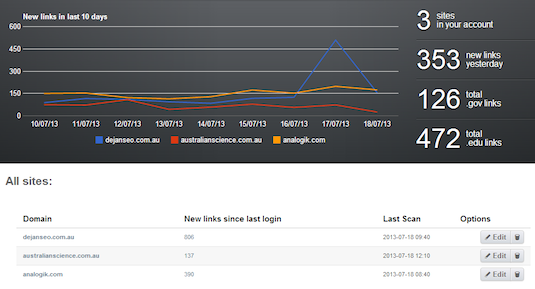 New links in last 10 days
600
450
300
150
0
10/07/13 11/07/13 12/07/13 13/07/13 14/07/13 15/07/13 16/07/13 17/07/13 18/07/13
dejanseo.com.au australianscience.com.au analogik.com
3 sites in your account
353 new links yesterday
126 total .gov links
472 total .edu links
All sites:
Domain New links since last login Last Scan Options
dejanseo.com.au 806 2013-07-18 09:40 Edit
australianscience.com.au 137 2013-07-18 12:10 Edit
analogik.com 390 2013-07-18 08:40 Edit